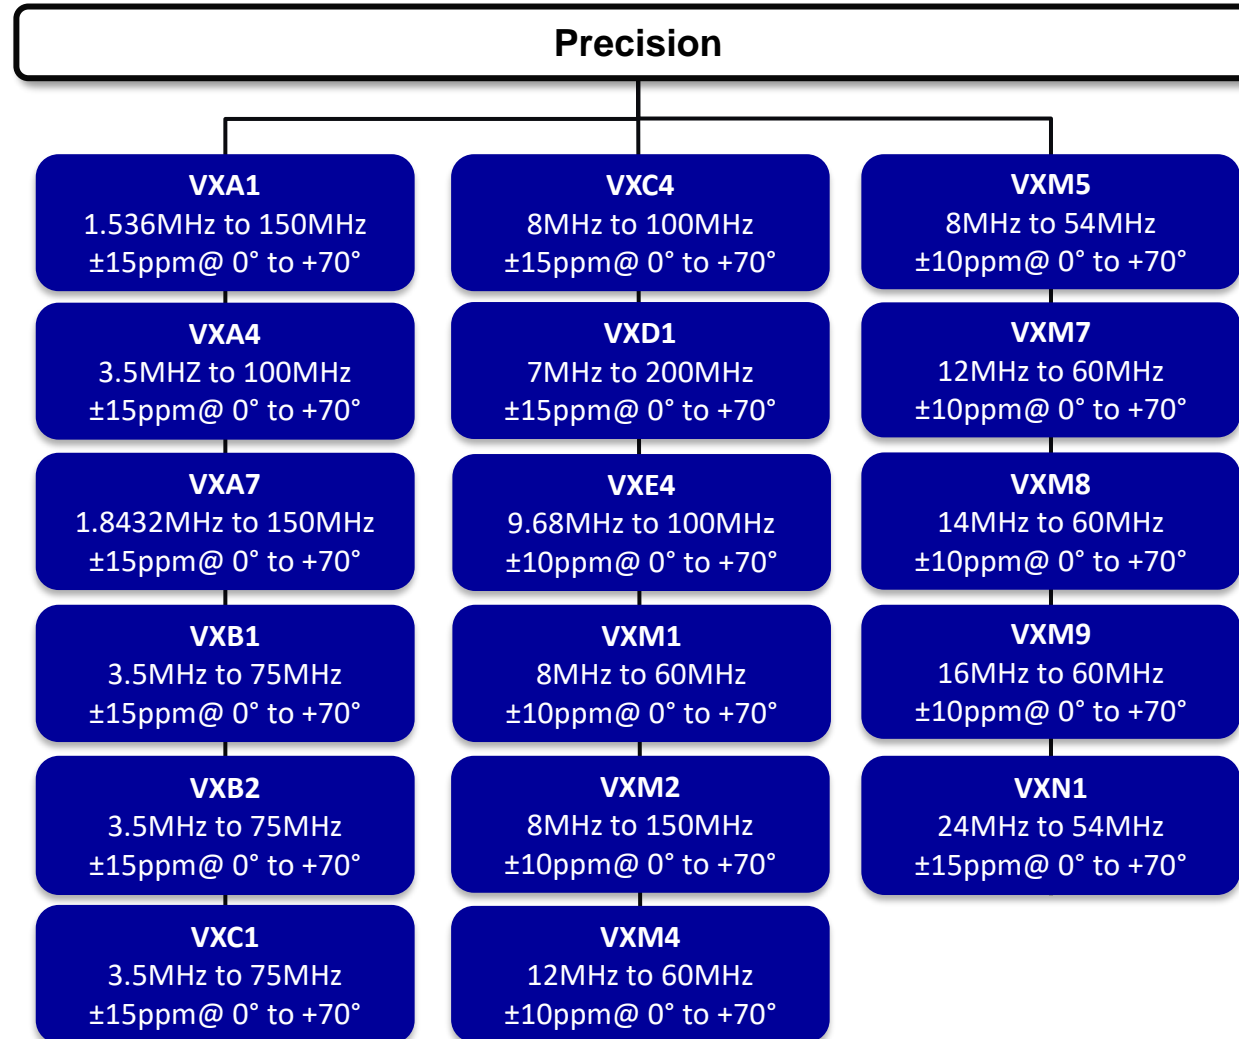 Precision
VXA1
1.536MHz to 150MHz
±15ppm@ 0° to +70°
VXA4
3.5MHZ to 100MHz
±15ppm@ 0° to +70°
VXA7
1.8432MHz to 150MHz
±15ppm@ 0° to +70°
VXB1
3.5MHz to 75MHz
±15ppm@ 0° to +70°
VXB2
3.5MHz to 75MHz
±15ppm@ 0° to +70°
VXC1
3.5MHz to 75MHz
±15ppm@ 0° to +70°
VXC4
8MHz to 100MHz
±15ppm@ 0° to +70°
VXD1
7MHz to 200MHz
±15ppm@ 0° to +70°
VXE4
9.68MHz to 100MHz
±10ppm@ 0° to +70°
VXM1
8MHz to 60MHz
±10ppm@ 0° to +70°
VXM2
8MHz to 150MHz
±10ppm@ 0° to +70°
VXM4
12MHz to 60MHz
±10ppm@ 0° to +70°
VXM5
8MHz to 54MHz
±10ppm@ 0° to +70°
VXM7
12MHz to 60MHz
±10ppm@ 0° to +70°
VXM8
14MHz to 60MHz
±10ppm@ 0° to +70°
VXM9
16MHz to 60MHz
±10ppm@ 0° to +70°
VXN1
24MHz to 54MHz
±15ppm@ 0° to +70°